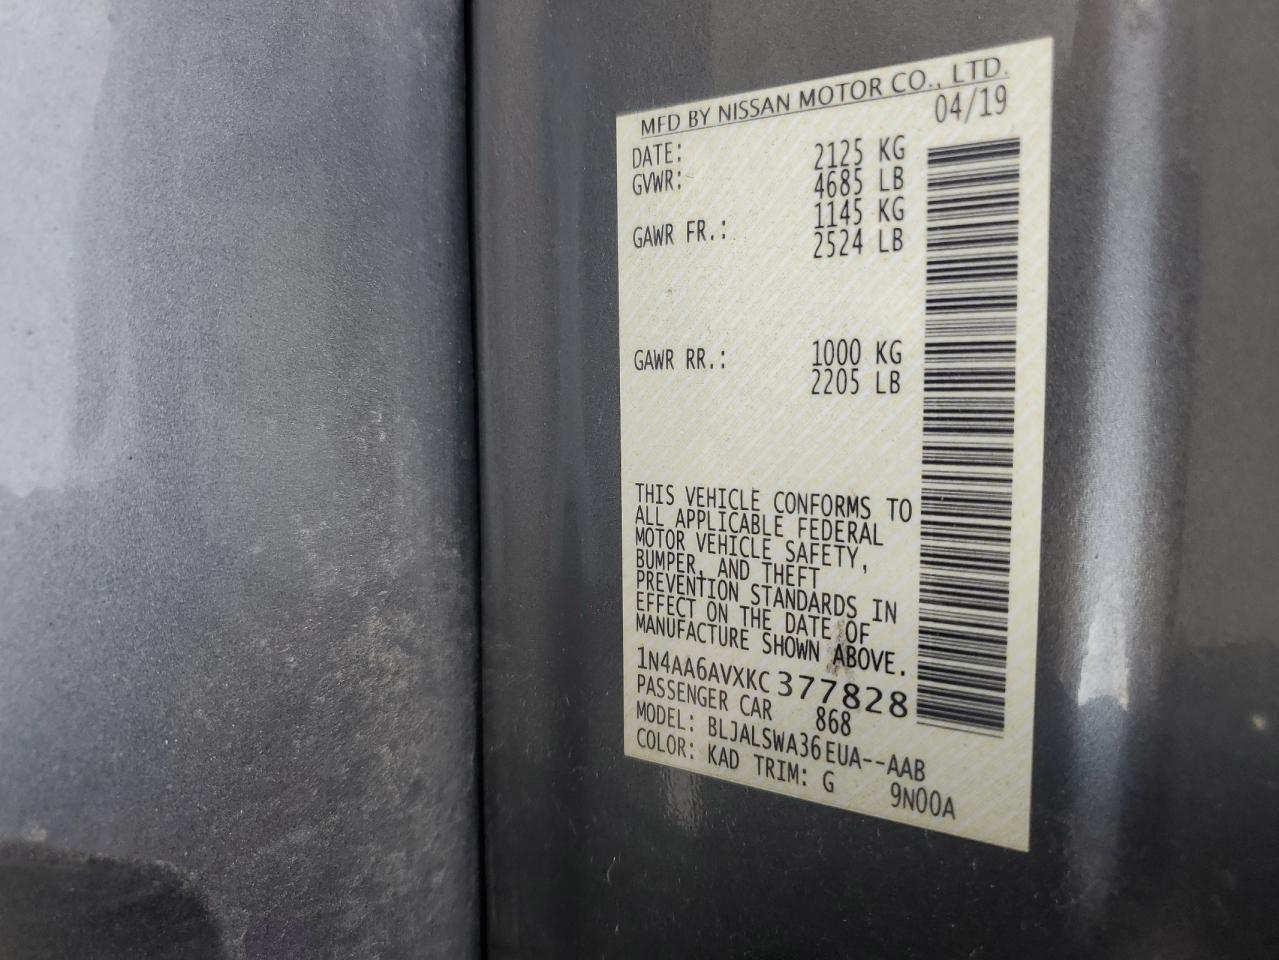 MFD BY NISSAN MOTOR CO., LTD.
DATE: 04/19
GVWR: 2125 KG
4685 LB
GAWR FR.: 1145 KG
2524 LB
GAWR RR.: 1000 KG
2205 LB
THIS VEHICLE CONFORMS TO
ALL APPLICABLE FEDERAL
MOTOR VEHICLE SAFETY,
BUMPER, AND THEFT
PREVENTION STANDARDS IN
EFFECT ON THE DATE OF
MANUFACTURE SHOWN ABOVE.
1N4AA6AVXKC377828
PASSENGER CAR 868
MODEL: BLJALSWA36EUA--AAB
COLOR: KAD TRIM: G 9N00A